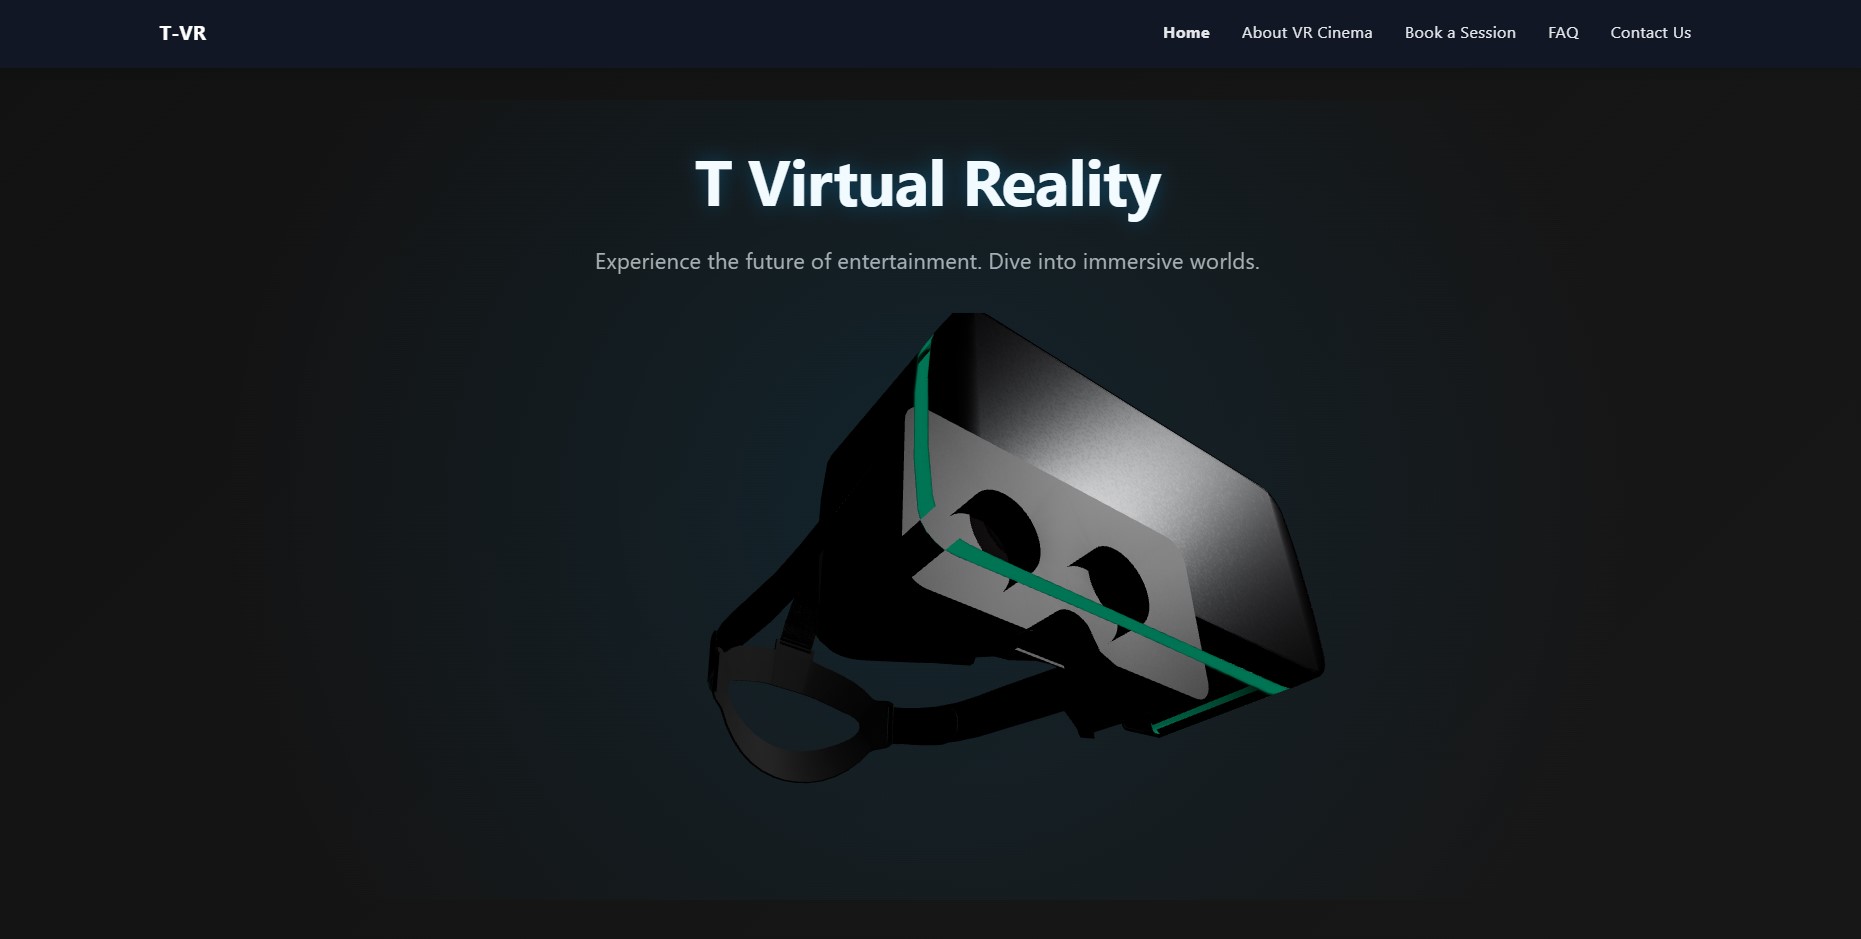 T-VR
Home About VR Cinema Book a Session FAQ Contact Us
T Virtual Reality
Experience the future of entertainment. Dive into immersive worlds.